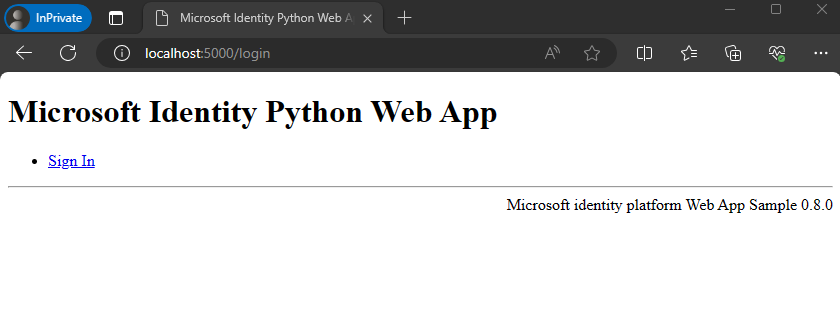 InPrivate
Microsoft Identity Python Web A
localhost:5000/login
Microsoft Identity Python Web App
Sign In
Microsoft identity platform Web App Sample 0.8.0